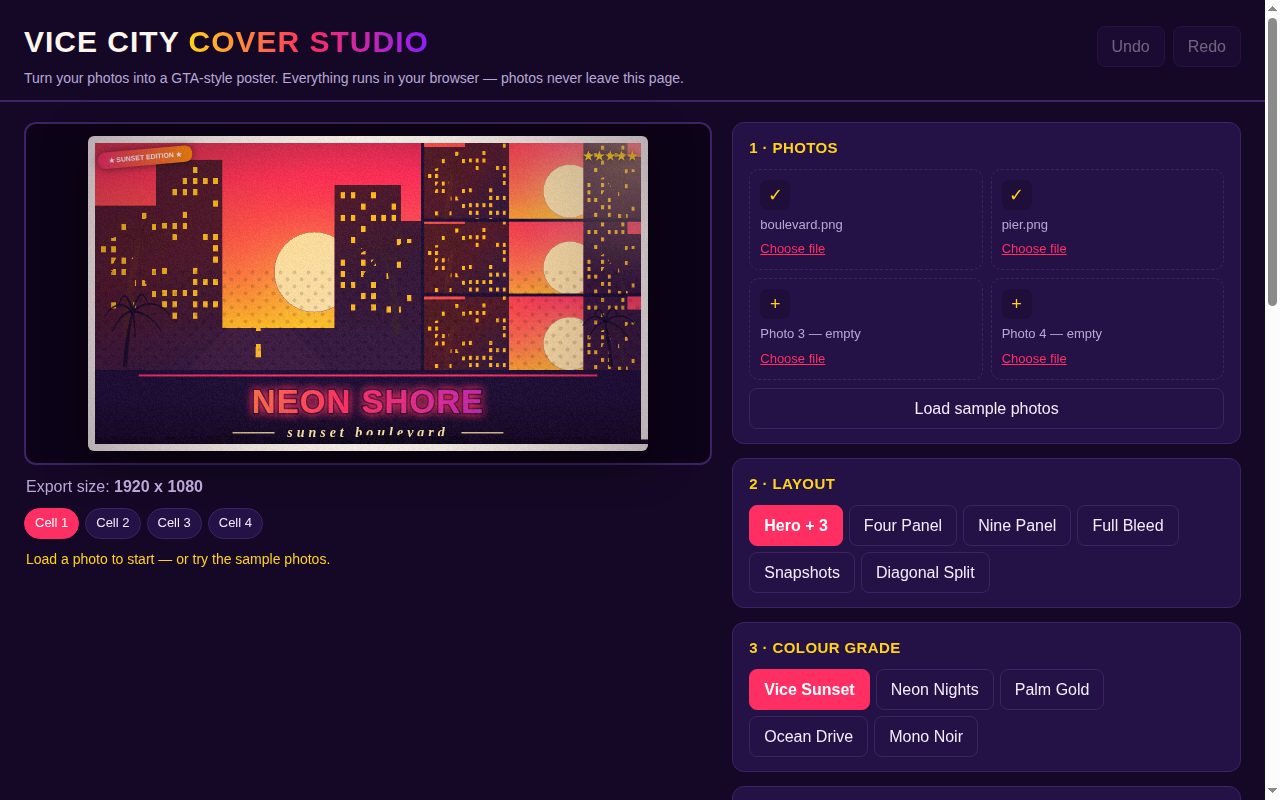 VICE CITY COVER STUDIO
Turn your photos into a GTA-style poster. Everything runs in your browser — photos never leave this page.
Undo
Redo
★ SUNSET EDITION ★
★★★★★
NEON SHORE
sunset boulevard
Export size: 1920 x 1080
Cell 1
Cell 2
Cell 3
Cell 4
Load a photo to start — or try the sample photos.
1 · PHOTOS
✓
boulevard.png
Choose file
✓
pier.png
Choose file
+
Photo 3 — empty
Choose file
+
Photo 4 — empty
Choose file
Load sample photos
2 · LAYOUT
Hero + 3
Four Panel
Nine Panel
Full Bleed
Snapshots
Diagonal Split
3 · COLOUR GRADE
Vice Sunset
Neon Nights
Palm Gold
Ocean Drive
Mono Noir